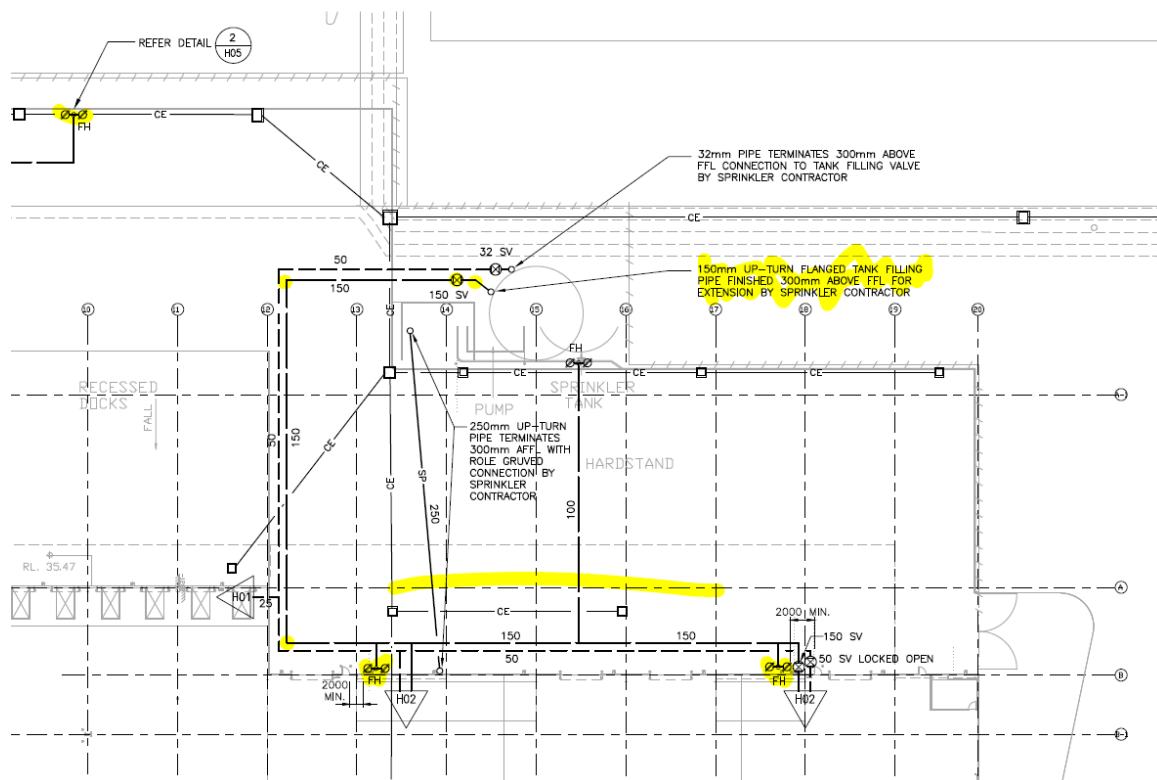 REFER DETAIL
2
H05
FH
CE
CE
32mm PIPE TERMINATES 300mm ABOVE
FFL CONNECTION TO TANK FILLING VALVE
BY SPRINKLER CONTRACTOR
CE
32 SV
50
150
150 SV
150mm UP-TURN FLANGED TANK FILLING
PIPE FINISHED 300mm ABOVE FFL FOR
EXTENSION BY SPRINKLER CONTRACTOR
10
11
12
13
14
15
16
17
18
19
20
CE
FH
CE
CE
CE
RECESSED
DOCKS
FALL
PUMP
SPRINKLER
TANK
A-1
250mm UP-TURN
PIPE TERMINATES
300mm AFFL WITH
ROLE GRUVED
CONNECTION BY
SPRINKLER
CONTRACTOR
HARDSTAND
50
150
CE
CE
SP
250
100
RL. 35.47
A
H01
25
CE
2000 MIN.
150
150
150 SV
50
50 SV LOCKED OPEN
FH
FH
B
2000
MIN.
H02
H02